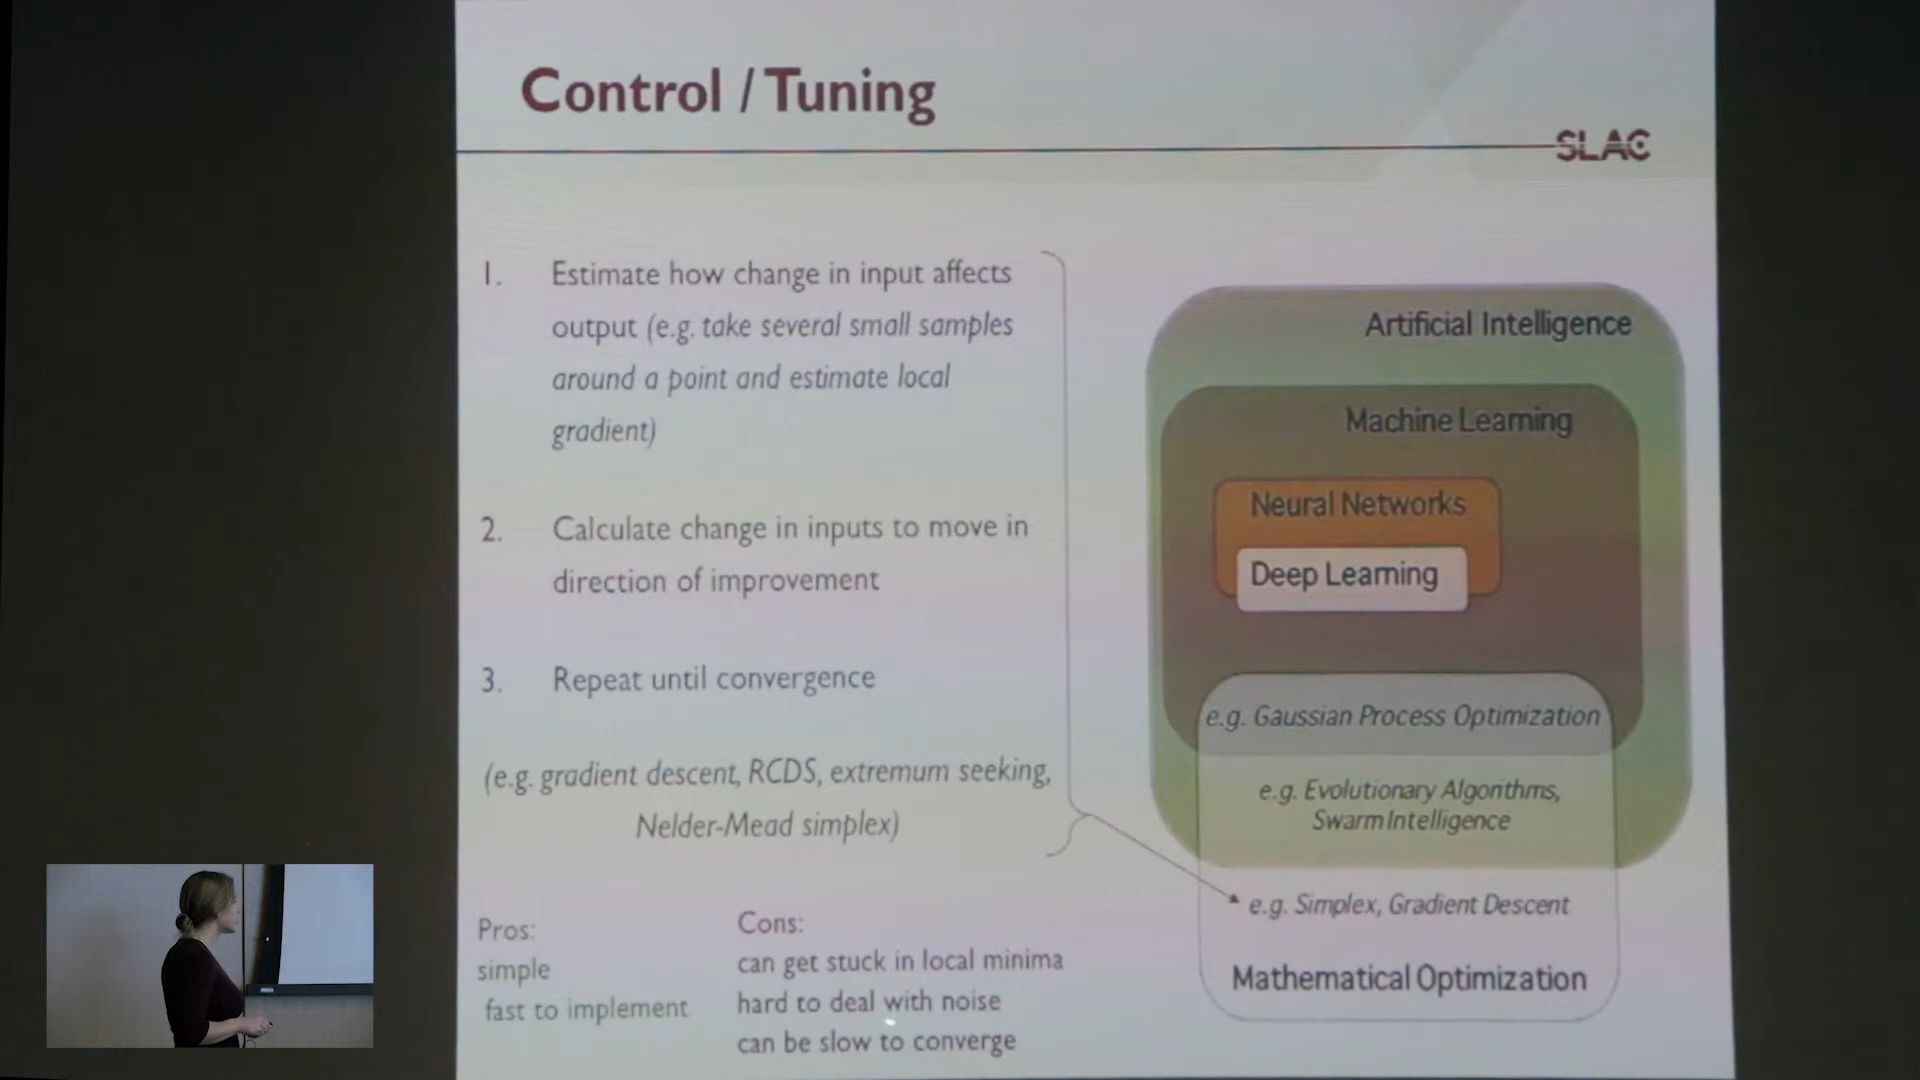 Control / Tuning
SLAC
1. Estimate how change in input affects
output (e.g. take several small samples
around a point and estimate local
gradient)
2. Calculate change in inputs to move in
direction of improvement
3. Repeat until convergence
(e.g. gradient descent, RCDS, extremum seeking,
Nelder-Mead simplex)
Pros:
simple
fast to implement
Cons:
can get stuck in local minima
hard to deal with noise
can be slow to converge
Artificial Intelligence
Machine Learning
Neural Networks
Deep Learning
e.g. Gaussian Process Optimization
e.g. Evolutionary Algorithms,
Swarm Intelligence
e.g. Simplex, Gradient Descent
Mathematical Optimization